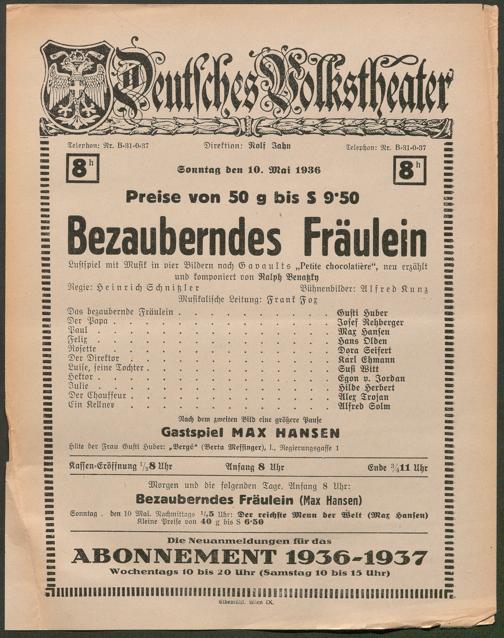 Deutsches Volkstheater
Telephon: Nr. B-31-0-37 Direktion: Rolf Jahn Telephon: Nr. B-31-0-37
8h Sonntag den 10. Mai 1936 8h
Preise von 50 g bis S 9·50
Bezauberndes Fräulein
Lustspiel mit Musik in vier Bildern nach Gavaults „Petite chocolatière", neu erzählt
und komponiert von Ralph Benatzky
Regie: Heinrich Schnitzler Bühnenbilder: Alfred Kunz
Musikalische Leitung: Frank Fox
Das bezaubernde Fräulein . . . . . . Gusti Huber
Der Papa . . . . . . Josef Rehberger
Paul . . . . . . Max Hansen
Felix . . . . . . Hans Olden
Rosette . . . . . . Dora Seifert
Der Direktor . . . . . . Karl Ehmann
Luise, seine Tochter . . . . . . Susi Witt
Hektor . . . . . . Egon v. Jordan
Julie . . . . . . Hilde Herbert
Der Chauffeur . . . . . . Alex Trojan
Ein Kellner . . . . . . Alfred Solm
Nach dem zweiten Bild eine größere Pause
Gastspiel MAX HANSEN
Hüte der Frau Gusti Huber: „Bergé" (Berta Messinger), I., Regierungsgasse 1
Kassen-Eröffnung ½8 Uhr Anfang 8 Uhr Ende ¾11 Uhr
Morgen und die folgenden Tage. Anfang 8 Uhr:
Bezauberndes Fräulein (Max Hansen)
Sonntag, den 10. Mai, Nachmittags ½5 Uhr: Der reichste Mann der Welt (Max Hansen)
Kleine Preise von 40 g bis S 6·50
Die Neuanmeldungen für das
ABONNEMENT 1936-1937
Wochentags 10 bis 20 Uhr (Samstag 10 bis 15 Uhr)
Elbemühl, Wien IX.